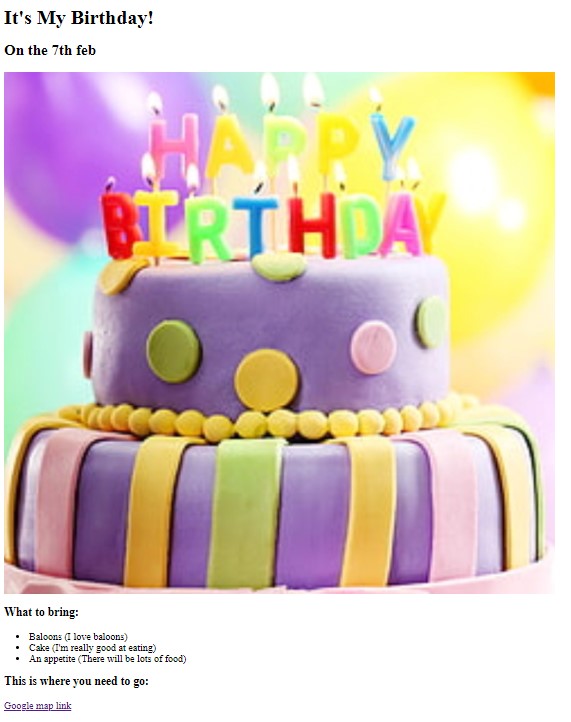 It's My Birthday!
On the 7th feb
HAPPY
BIRTHDAY
What to bring:
Baloons (I love baloons)
Cake (I'm really good at eating)
An appetite (There will be lots of food)
This is where you need to go:
Google map link